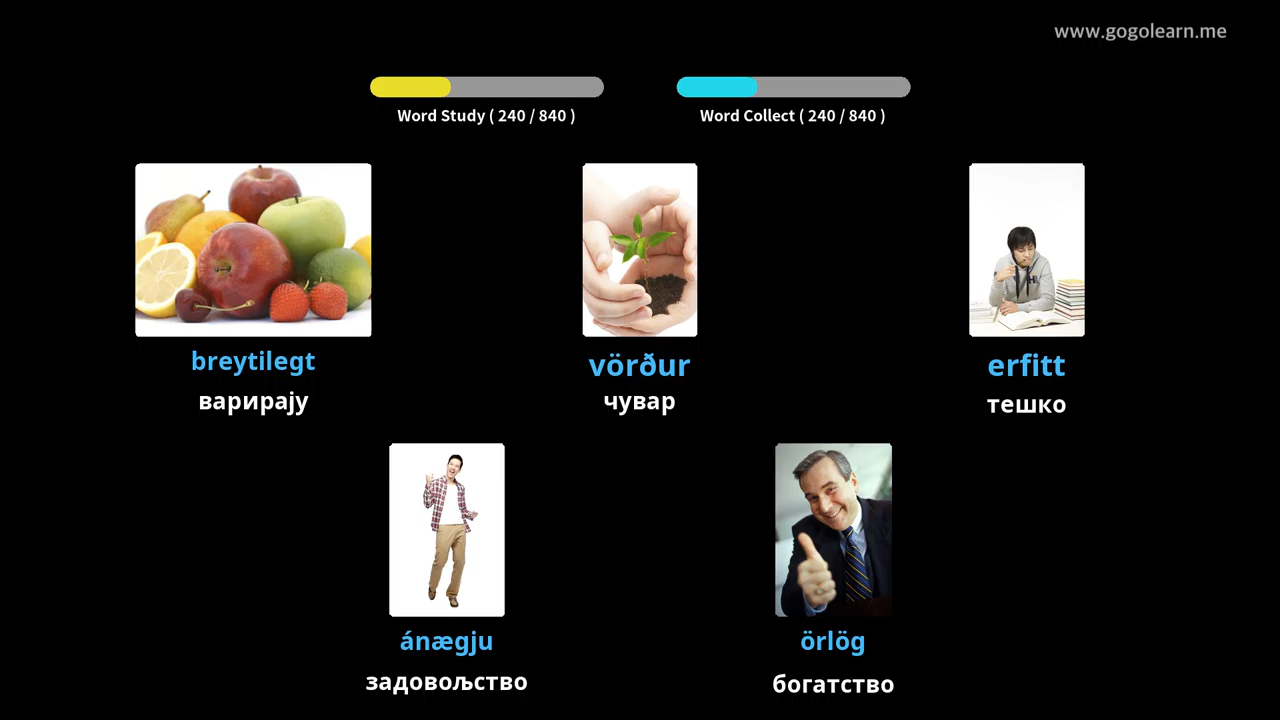 www.gogolearn.me
Word Study ( 240 / 840 )
Word Collect ( 240 / 840 )
breytilegt
vörður
erfitt
варирају
чувар
тешко
ánægju
örlög
задовољство
богатство